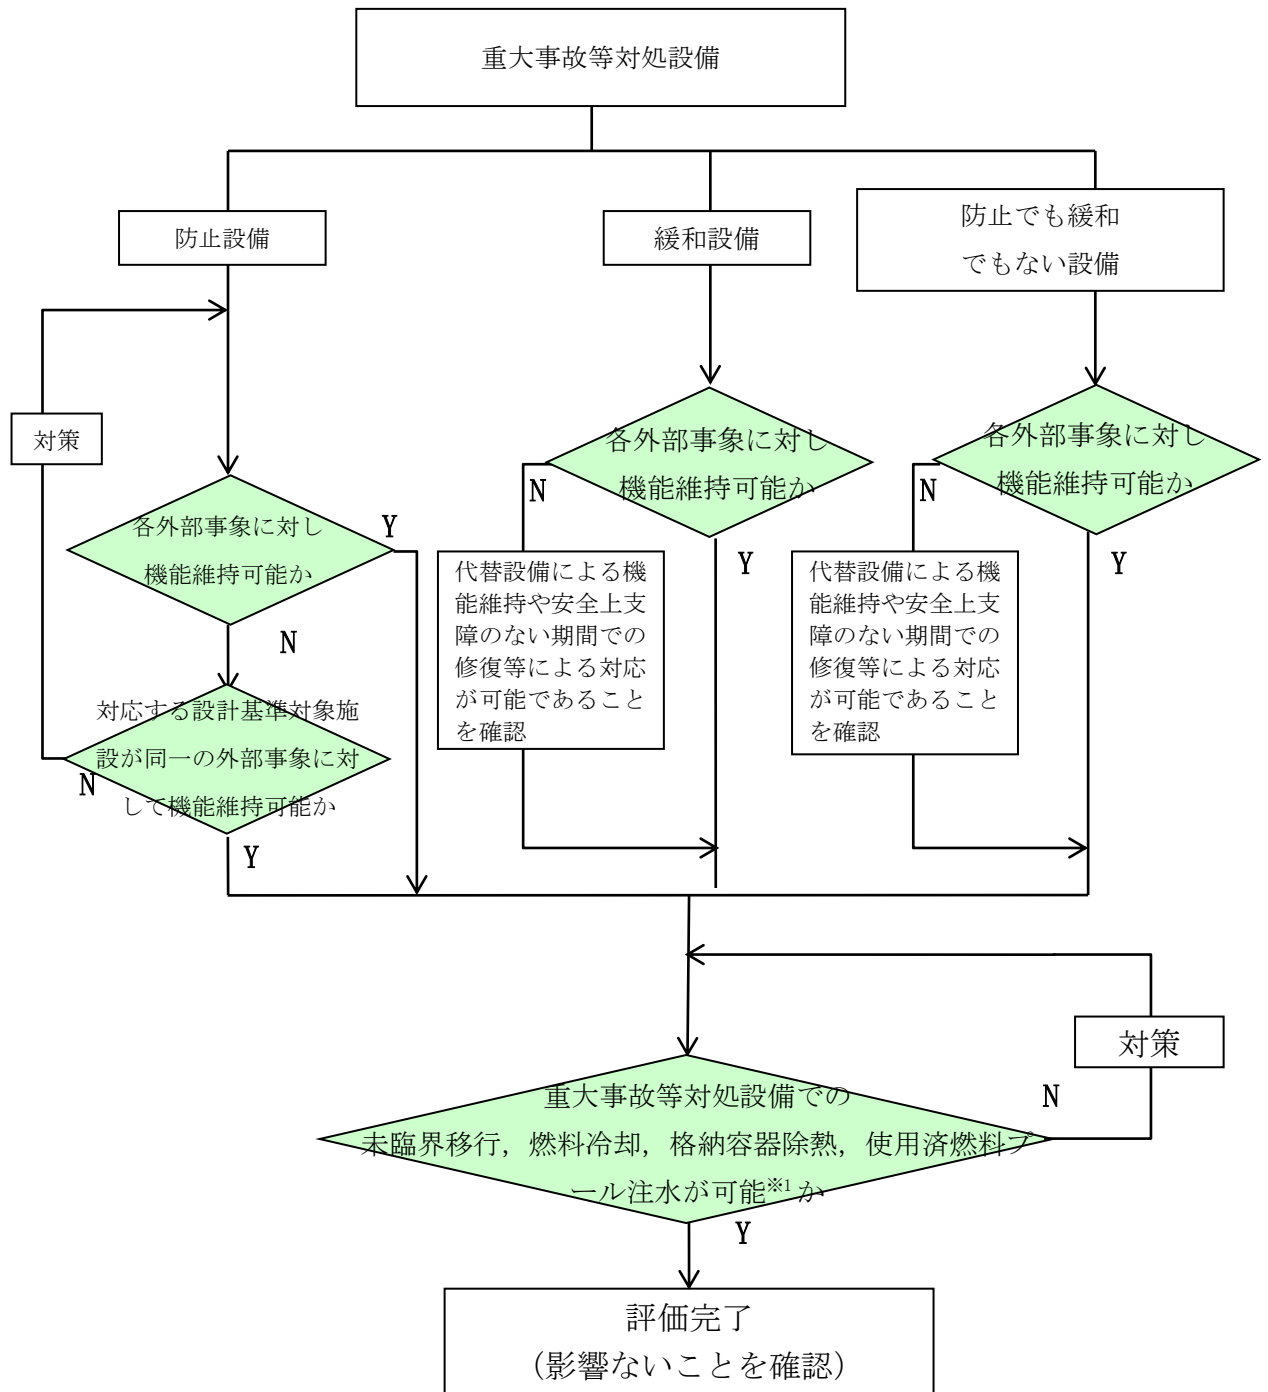 重大事故等対処設備
防止設備
緩和設備
防止でも緩和
でもない設備
対策
各外部事象に対し
機能維持可能か
Y
N
対応する設計基準対象施
設が同一の外部事象に対
して機能維持可能か
N
Y
各外部事象に対し
機能維持可能か
N
Y
代替設備による機
能維持や安全上支
障のない期間での
修復等による対応
が可能であること
を確認
各外部事象に対し
機能維持可能か
N
Y
代替設備による機
能維持や安全上支
障のない期間での
修復等による対応
が可能であること
を確認
対策
重大事故等対処設備での
未臨界移行，燃料冷却，格納容器除熱，使用済燃料プ
ール注水が可能※1か
N
Y
評価完了
（影響ないことを確認）